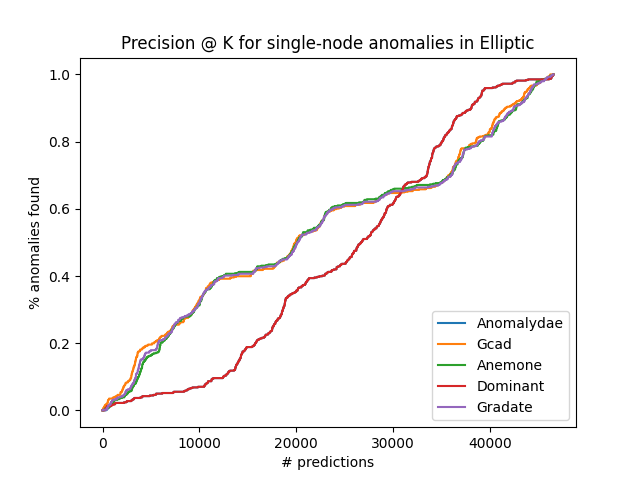 Precision @ K for single-node anomalies in Elliptic
1.0
0.8
0.6
0.4
0.2
0.0
% anomalies found
0 10000 20000 30000 40000
# predictions
Anomalydae
Gcad
Anemone
Dominant
Gradate